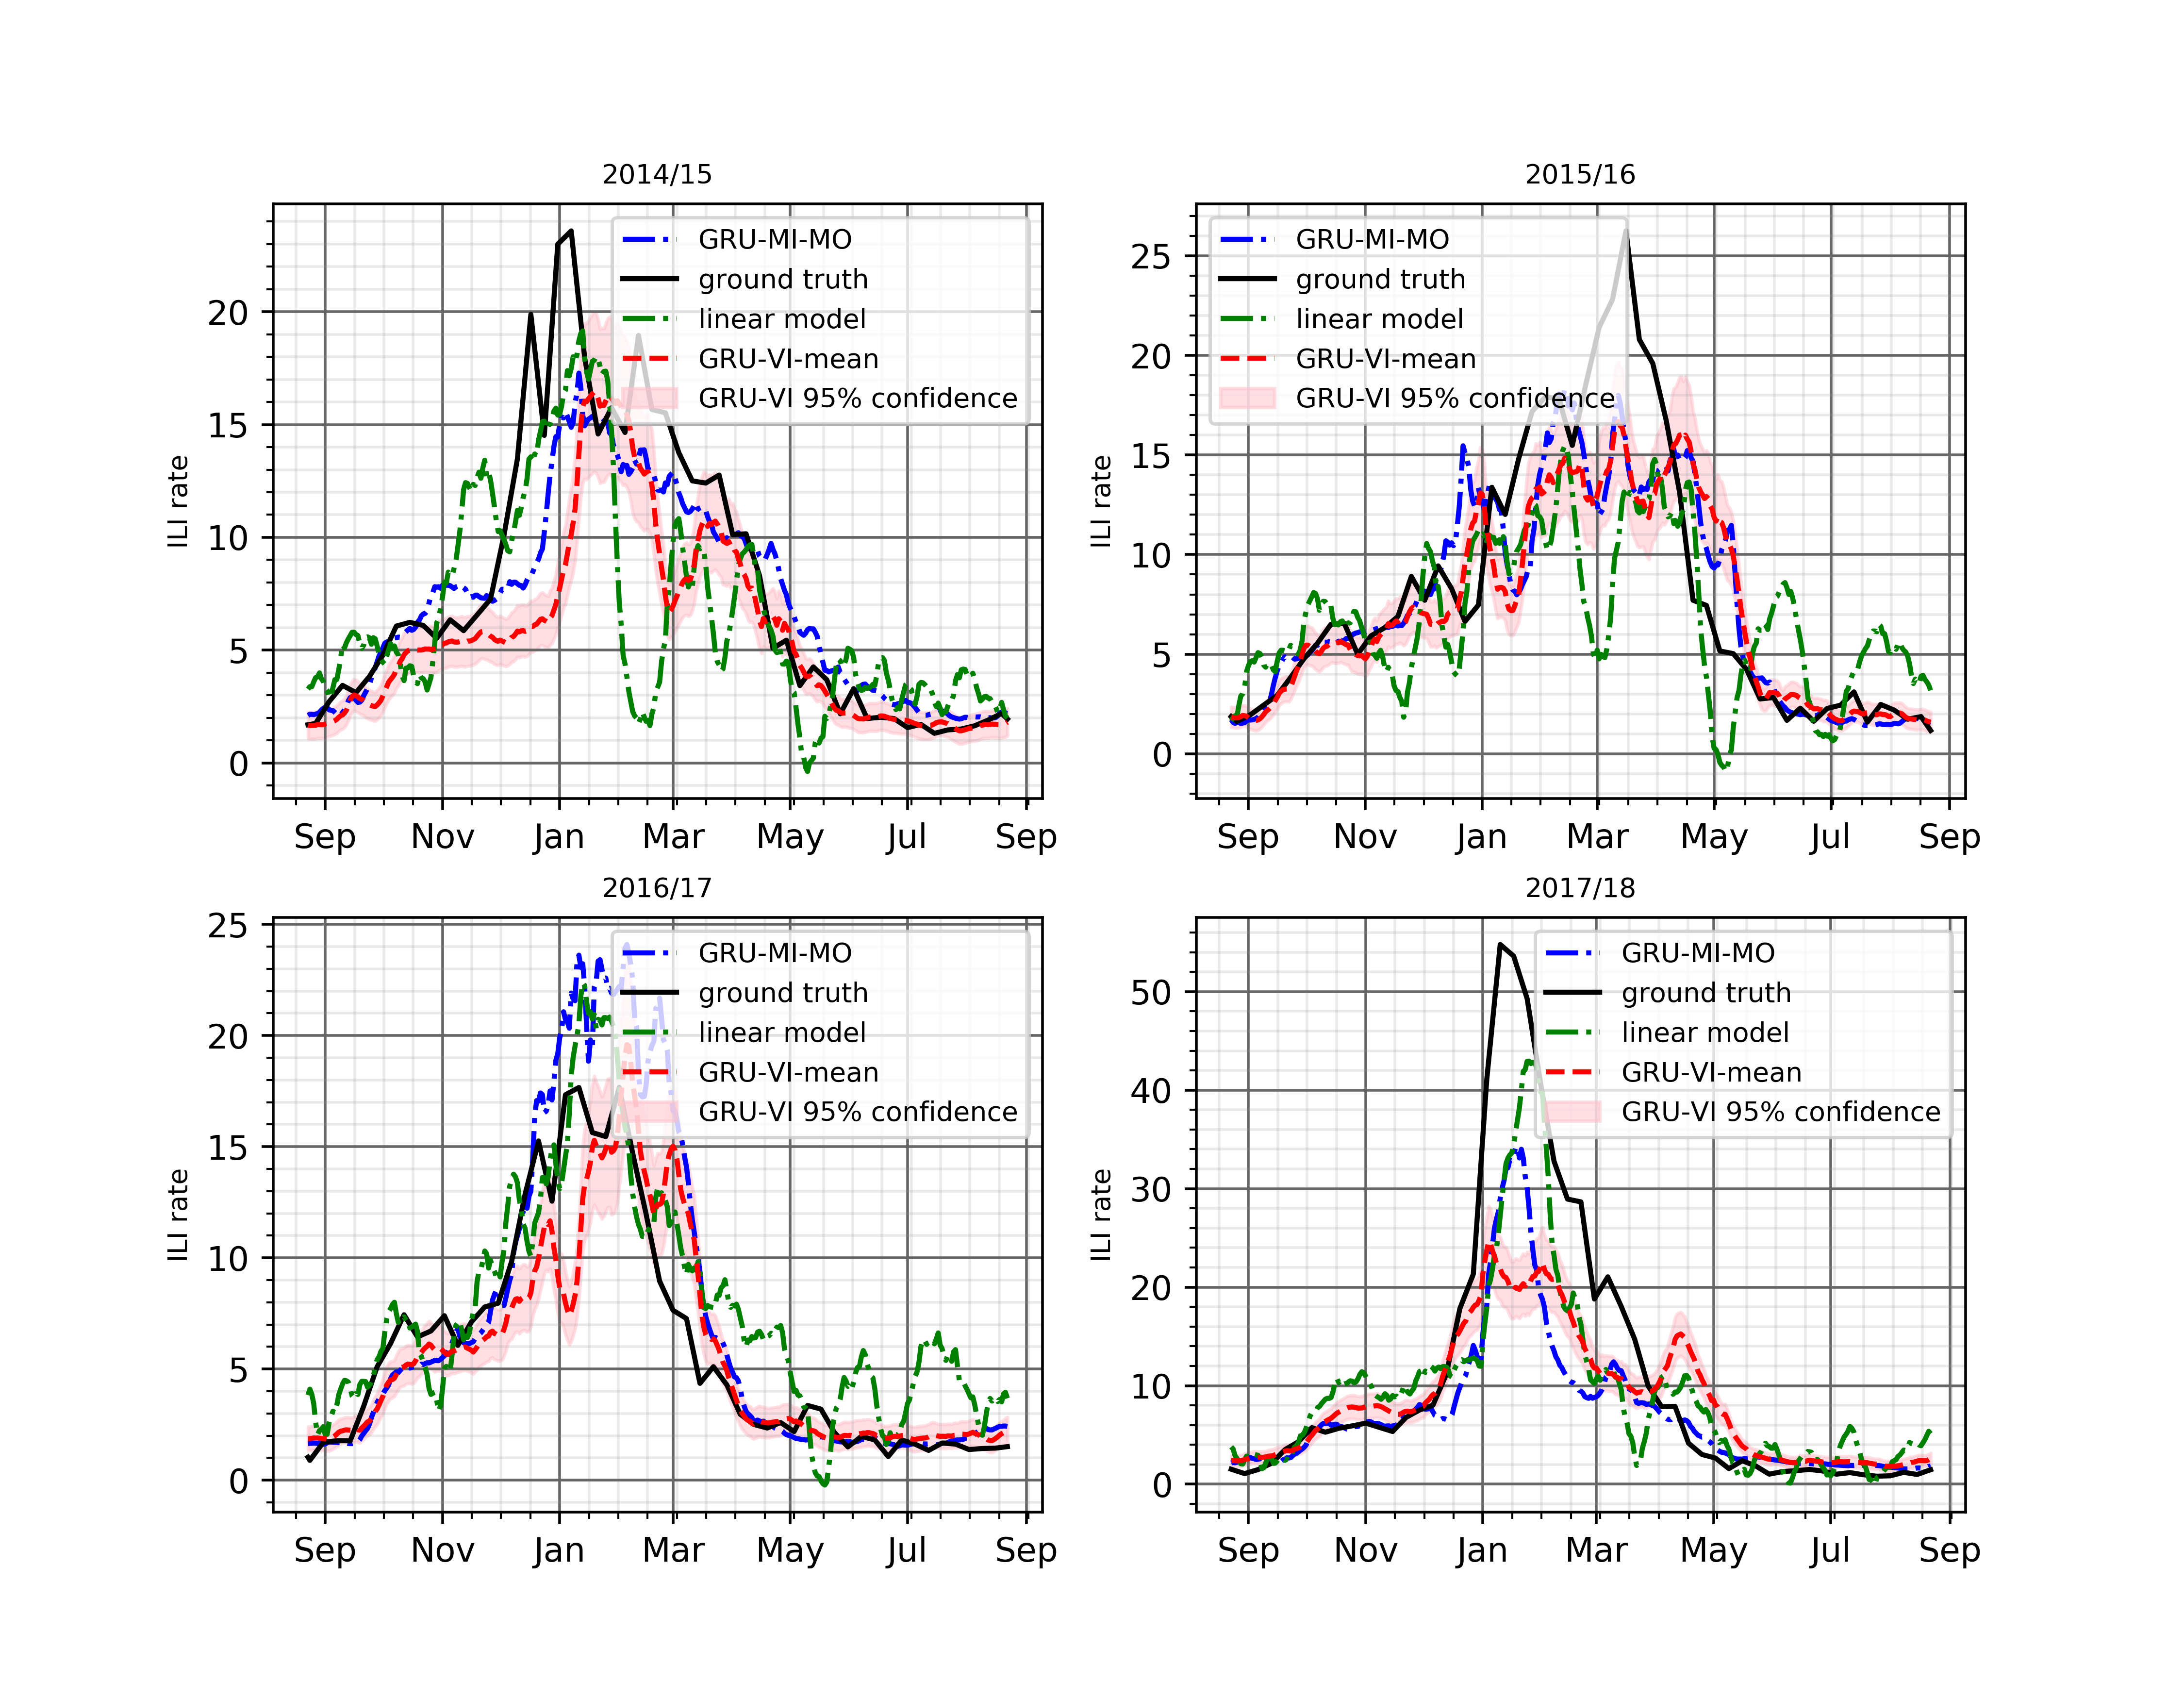 2014/15
ILI rate
20
15
10
5
0
GRU-MI-MO
ground truth
linear model
GRU-VI-mean
GRU-VI 95% confidence
Sep Nov Jan Mar May Jul Sep
2015/16
ILI rate
25
20
15
10
5
0
GRU-MI-MO
ground truth
linear model
GRU-VI-mean
GRU-VI 95% confidence
Sep Nov Jan Mar May Jul Sep
2016/17
ILI rate
25
20
15
10
5
0
GRU-MI-MO
ground truth
linear model
GRU-VI-mean
GRU-VI 95% confidence
Sep Nov Jan Mar May Jul Sep
2017/18
ILI rate
50
40
30
20
10
0
GRU-MI-MO
ground truth
linear model
GRU-VI-mean
GRU-VI 95% confidence
Sep Nov Jan Mar May Jul Sep